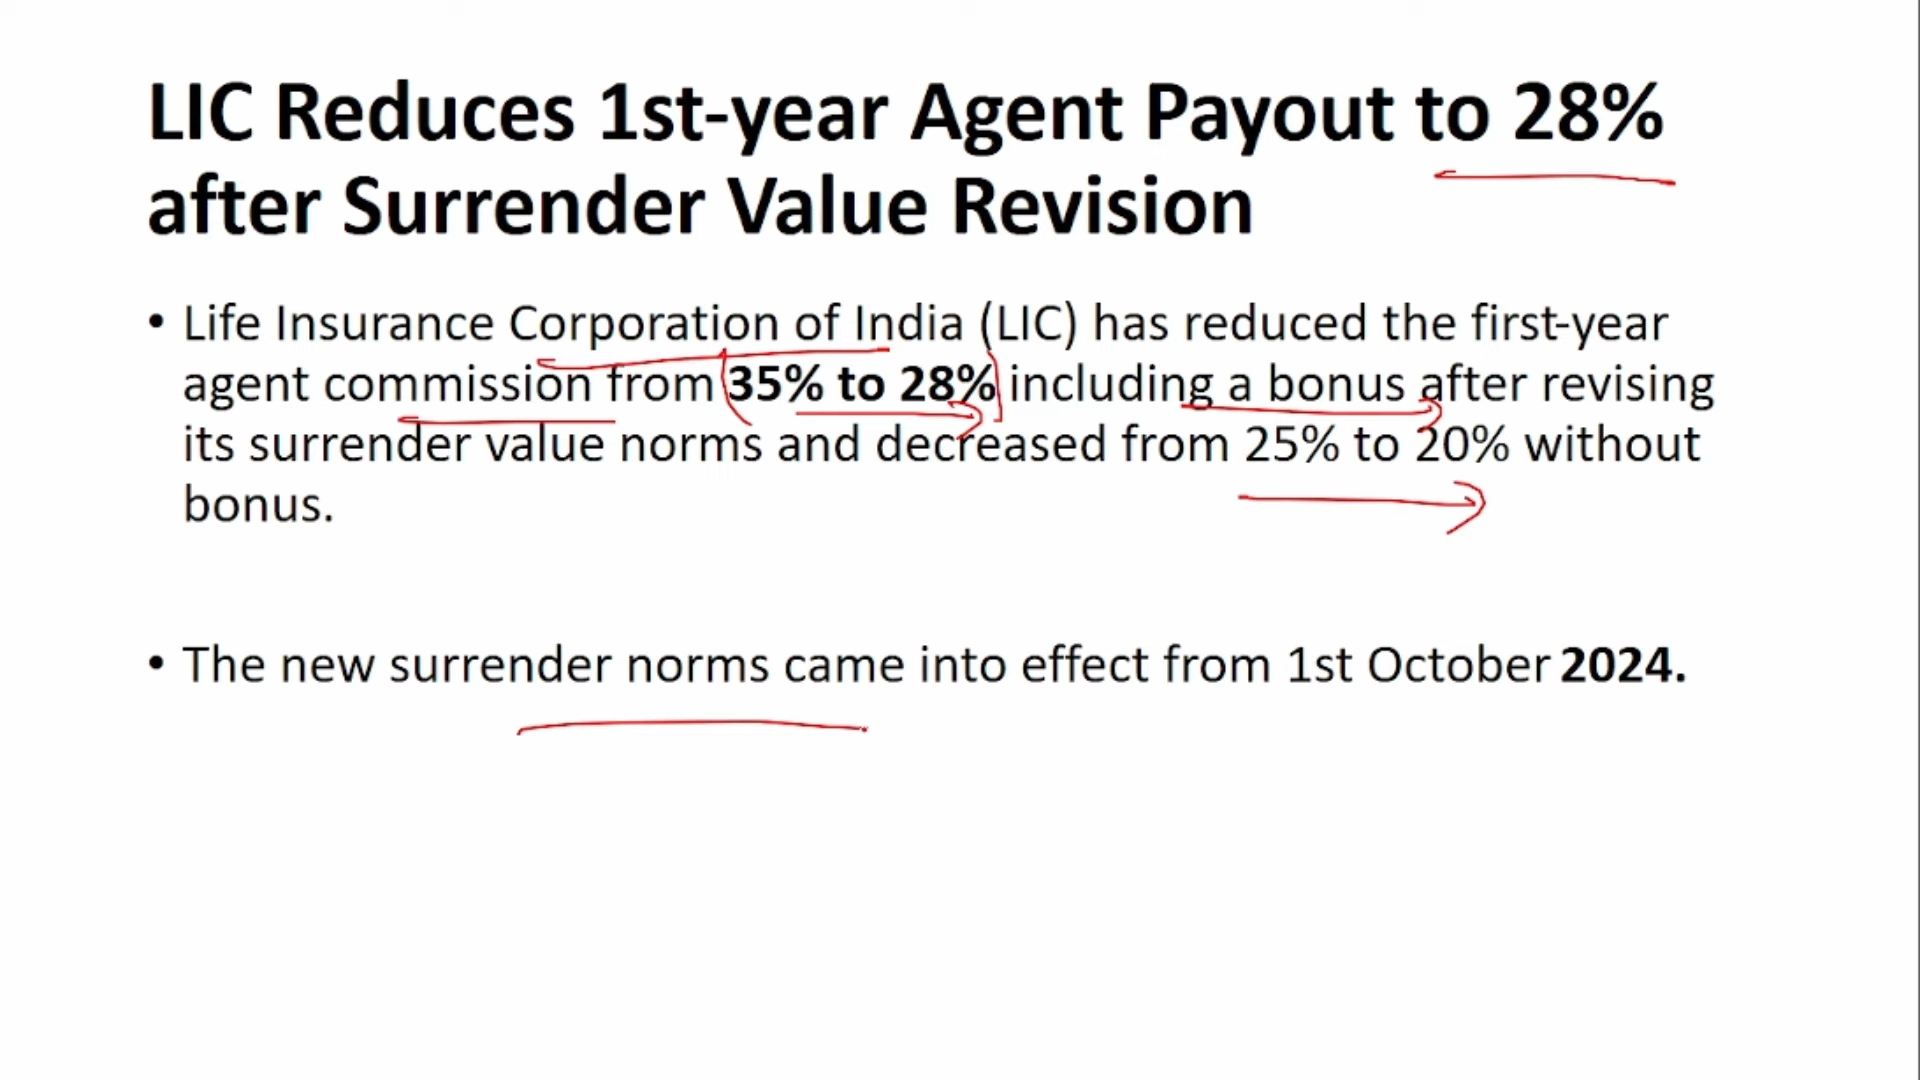 LIC Reduces 1st-year Agent Payout to 28%
after Surrender Value Revision
• Life Insurance Corporation of India (LIC) has reduced the first-year
agent commission from 35% to 28% including a bonus after revising
its surrender value norms and decreased from 25% to 20% without
bonus.
• The new surrender norms came into effect from 1st October 2024.